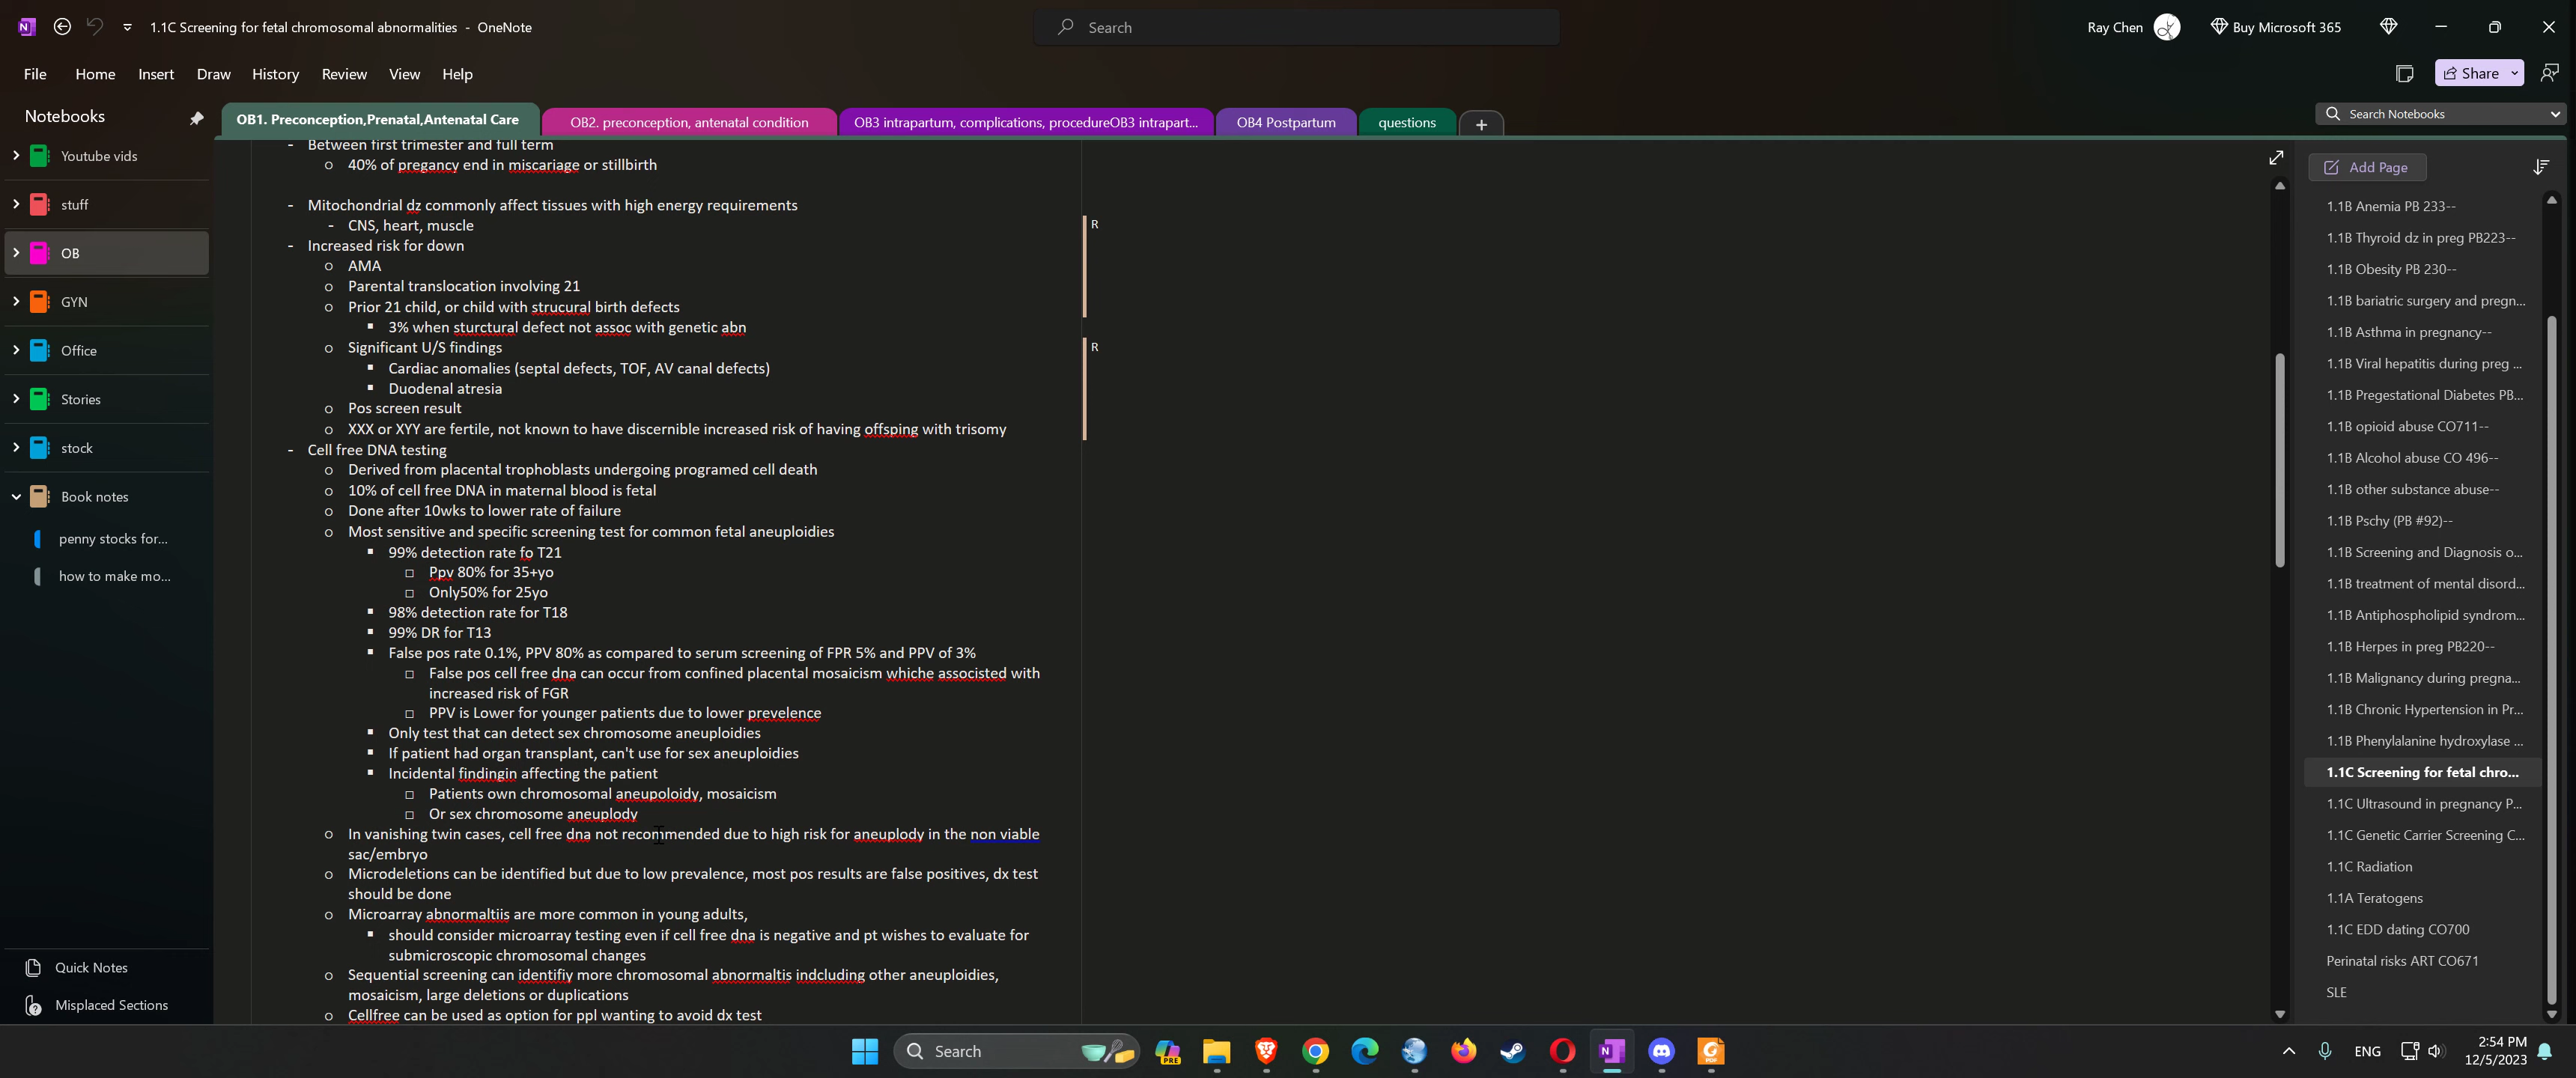 1.1C Screening for fetal chromosomal abnormalities - OneNote
Search
Ray Chen
Buy Microsoft 365
File Home Insert Draw History Review View Help
Share
Notebooks
OB1. Preconception,Prenatal,Antenatal Care
OB2. preconception, antenatal condition
OB3 intrapartum, complications, procedureOB3 intrapart...
OB4 Postpartum
questions
+
Search Notebooks
Youtube vids
stuff
OB
GYN
Office
Stories
stock
Book notes
penny stocks for...
how to make mo...
Quick Notes
Misplaced Sections
- Between first trimester and full term
o 40% of pregancy end in miscariage or stillbirth
- Mitochondrial dz commonly affect tissues with high energy requirements
- CNS, heart, muscle
R
- Increased risk for down
o AMA
o Parental translocation involving 21
o Prior 21 child, or child with strucural birth defects
▪ 3% when sturctural defect not assoc with genetic abn
o Significant U/S findings
R
▪ Cardiac anomalies (septal defects, TOF, AV canal defects)
▪ Duodenal atresia
o Pos screen result
o XXX or XYY are fertile, not known to have discernible increased risk of having offsping with trisomy
- Cell free DNA testing
o Derived from placental trophoblasts undergoing programed cell death
o 10% of cell free DNA in maternal blood is fetal
o Done after 10wks to lower rate of failure
o Most sensitive and specific screening test for common fetal aneuploidies
▪ 99% detection rate fo T21
□ Ppv 80% for 35+yo
□ Only50% for 25yo
▪ 98% detection rate for T18
▪ 99% DR for T13
▪ False pos rate 0.1%, PPV 80% as compared to serum screening of FPR 5% and PPV of 3%
□ False pos cell free dna can occur from confined placental mosaicism whiche associsted with
increased risk of FGR
□ PPV is Lower for younger patients due to lower prevelence
▪ Only test that can detect sex chromosome aneuploidies
▪ If patient had organ transplant, can't use for sex aneuploidies
▪ Incidental findingin affecting the patient
□ Patients own chromosomal aneupoloidy, mosaicism
□ Or sex chromosome aneuplody
o In vanishing twin cases, cell free dna not recommended due to high risk for aneuplody in the non viable
sac/embryo
o Microdeletions can be identified but due to low prevalence, most pos results are false positives, dx test
should be done
o Microarray abnormaltiis are more common in young adults,
▪ should consider microarray testing even if cell free dna is negative and pt wishes to evaluate for
submicroscopic chromosomal changes
o Sequential screening can identifiy more chromosomal abnormaltis indcluding other aneuploidies,
mosaicism, large deletions or duplications
o Cellfree can be used as option for ppl wanting to avoid dx test
Add Page
1.1B Anemia PB 233--
1.1B Thyroid dz in preg PB223--
1.1B Obesity PB 230--
1.1B bariatric surgery and pregn...
1.1B Asthma in pregnancy--
1.1B Viral hepatitis during preg ...
1.1B Pregestational Diabetes PB...
1.1B opioid abuse CO711--
1.1B Alcohol abuse CO 496--
1.1B other substance abuse--
1.1B Pschy (PB #92)--
1.1B Screening and Diagnosis o...
1.1B treatment of mental disord...
1.1B Antiphospholipid syndrom...
1.1B Herpes in preg PB220--
1.1B Malignancy during pregna...
1.1B Chronic Hypertension in Pr...
1.1B Phenylalanine hydroxylase ...
1.1C Screening for fetal chro...
1.1C Ultrasound in pregnancy P...
1.1C Genetic Carrier Screening C...
1.1C Radiation
1.1A Teratogens
1.1C EDD dating CO700
Perinatal risks ART CO671
SLE
Search
PRE
ENG
2:54 PM
12/5/2023